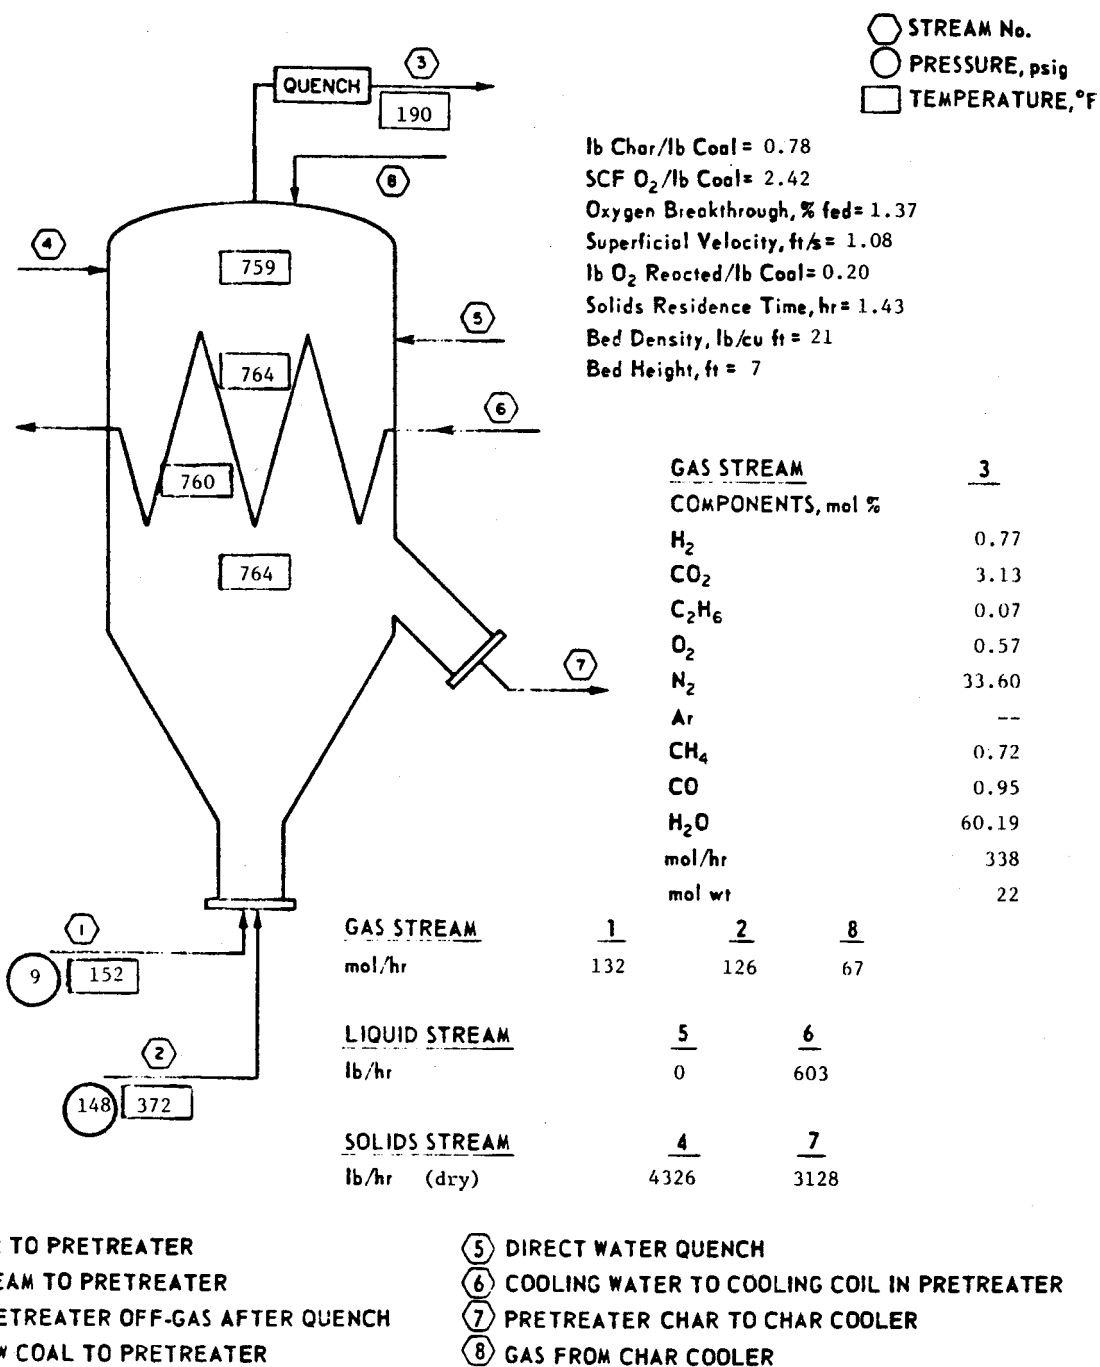 STREAM No.
PRESSURE, psig
TEMPERATURE, °F
3
QUENCH
190
8
4
759
5
764
6
760
764
7
lb Char/lb Coal = 0.78
SCF O2/lb Coal = 2.42
Oxygen Breakthrough, % fed = 1.37
Superficial Velocity, ft/s = 1.08
lb O2 Reacted/lb Coal = 0.20
Solids Residence Time, hr = 1.43
Bed Density, lb/cu ft = 21
Bed Height, ft = 7
GAS STREAM 3
COMPONENTS, mol %
H2 0.77
CO2 3.13
C2H6 0.07
O2 0.57
N2 33.60
Ar --
CH4 0.72
CO 0.95
H2O 60.19
mol/hr 338
mol wt 22
1
9 152
2
148 372
GAS STREAM 1 2 8
mol/hr 132 126 67
LIQUID STREAM 5 6
lb/hr 0 603
SOLIDS STREAM 4 7
lb/hr (dry) 4326 3128
TO PRETREATER
EAM TO PRETREATER
ETREATER OFF-GAS AFTER QUENCH
W COAL TO PRETREATER
5 DIRECT WATER QUENCH
6 COOLING WATER TO COOLING COIL IN PRETREATER
7 PRETREATER CHAR TO CHAR COOLER
8 GAS FROM CHAR COOLER